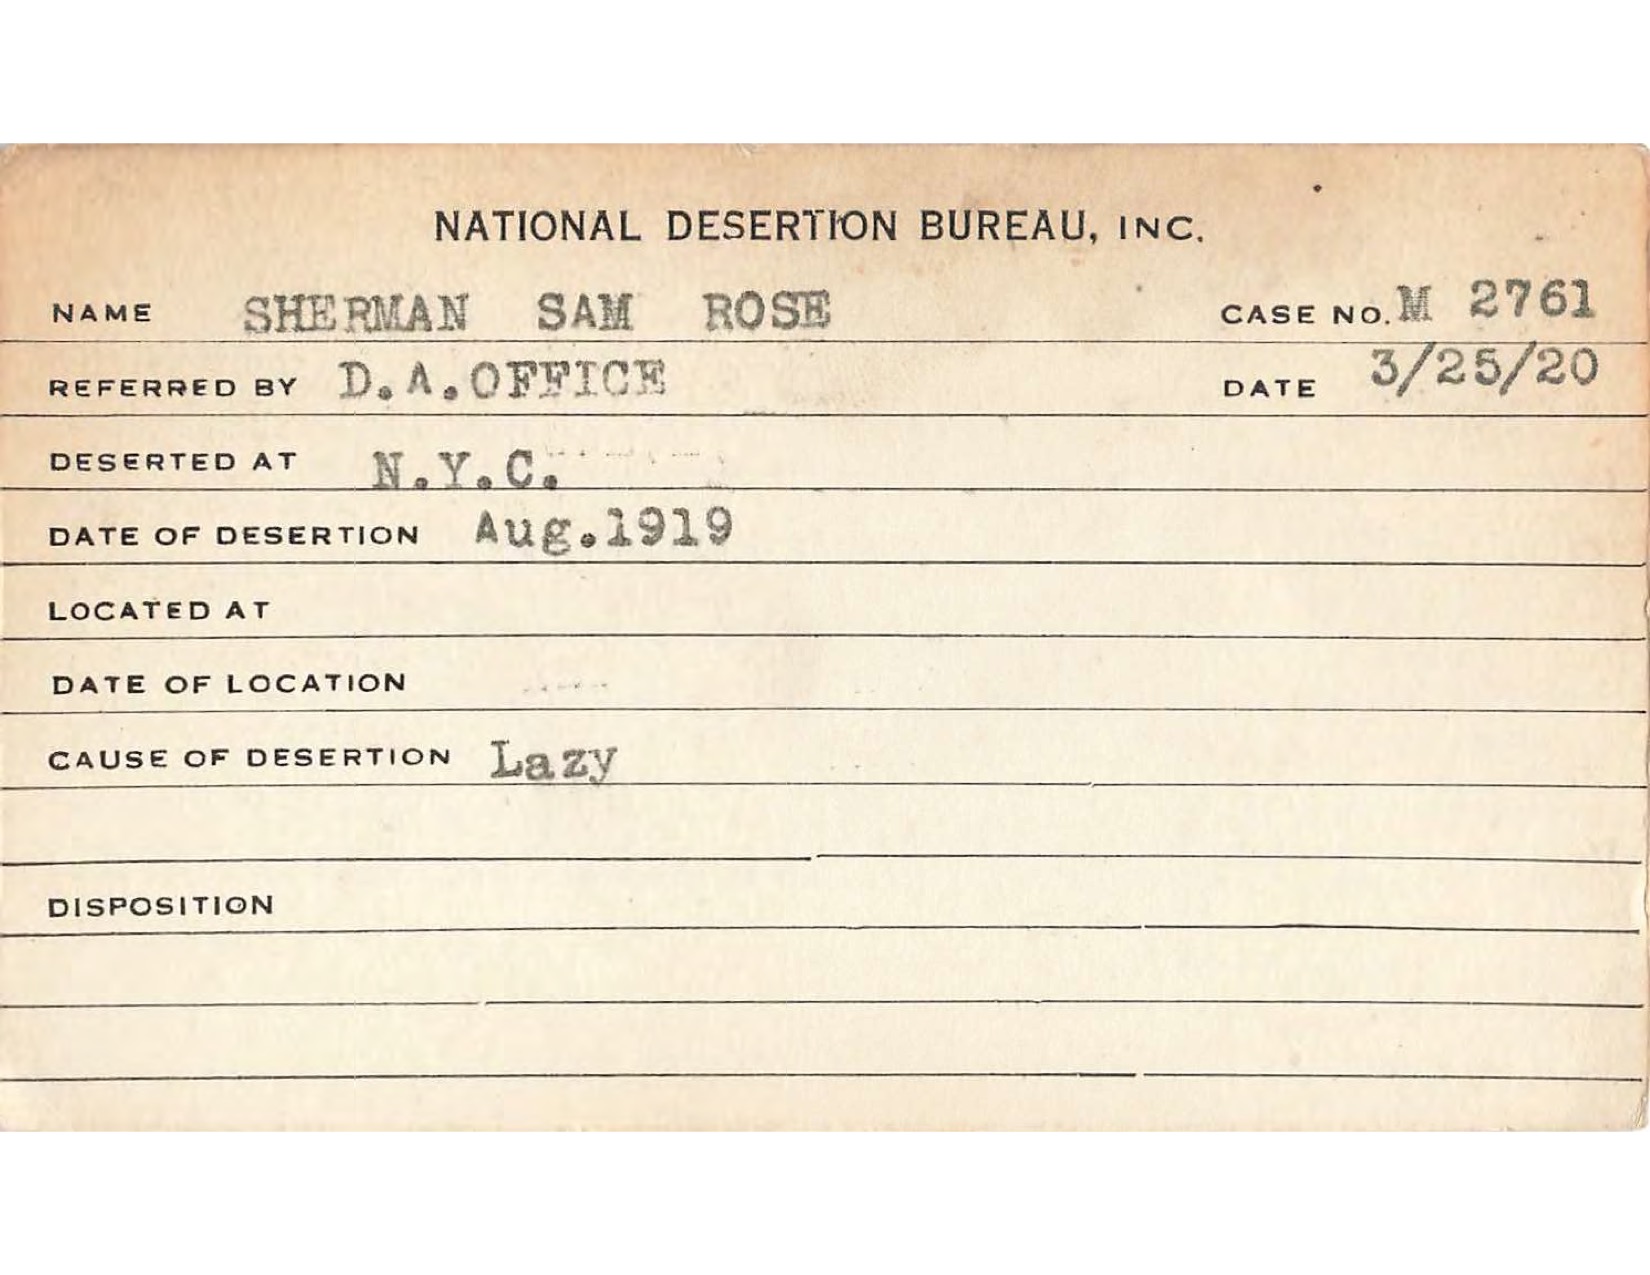 NATIONAL DESERTION BUREAU, INC.
NAME SHERMAN SAM ROSE CASE NO. M 2761
REFERRED BY D.A.OFFICE DATE 3/25/20
DESERTED AT N.Y.C.
DATE OF DESERTION Aug.1919
LOCATED AT
DATE OF LOCATION
CAUSE OF DESERTION Lazy
DISPOSITION